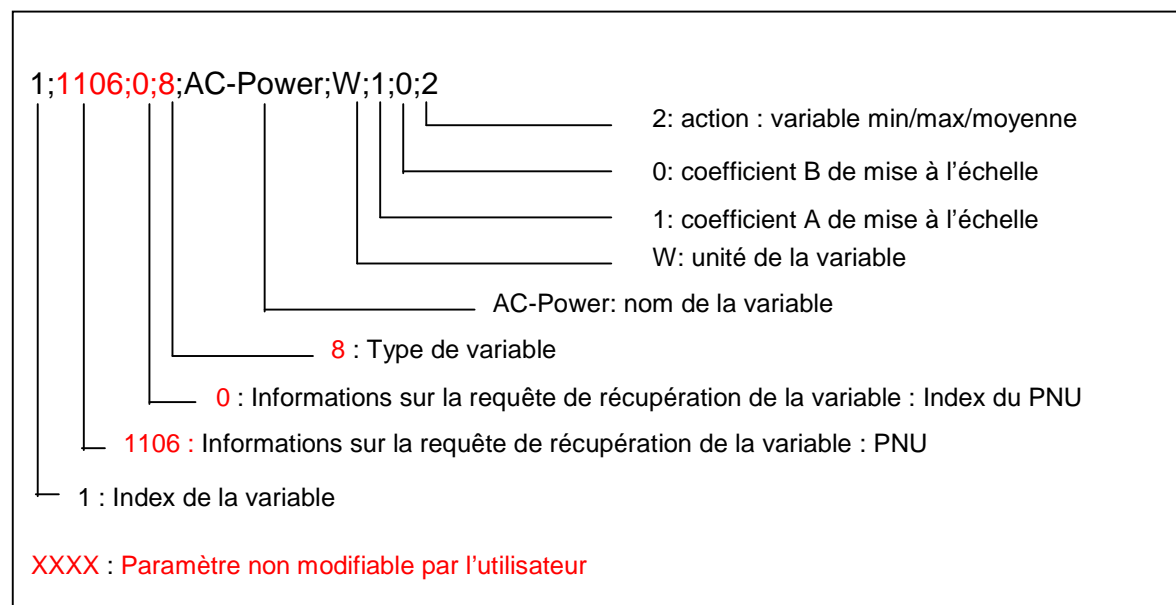 1;1106;0;8;AC-Power;W;1;0;2
2: action : variable min/max/moyenne
0: coefficient B de mise à l’échelle
1: coefficient A de mise à l’échelle
W: unité de la variable
AC-Power: nom de la variable
8 : Type de variable
0 : Informations sur la requête de récupération de la variable : Index du PNU
1106 : Informations sur la requête de récupération de la variable : PNU
1 : Index de la variable
XXXX : Paramètre non modifiable par l’utilisateur